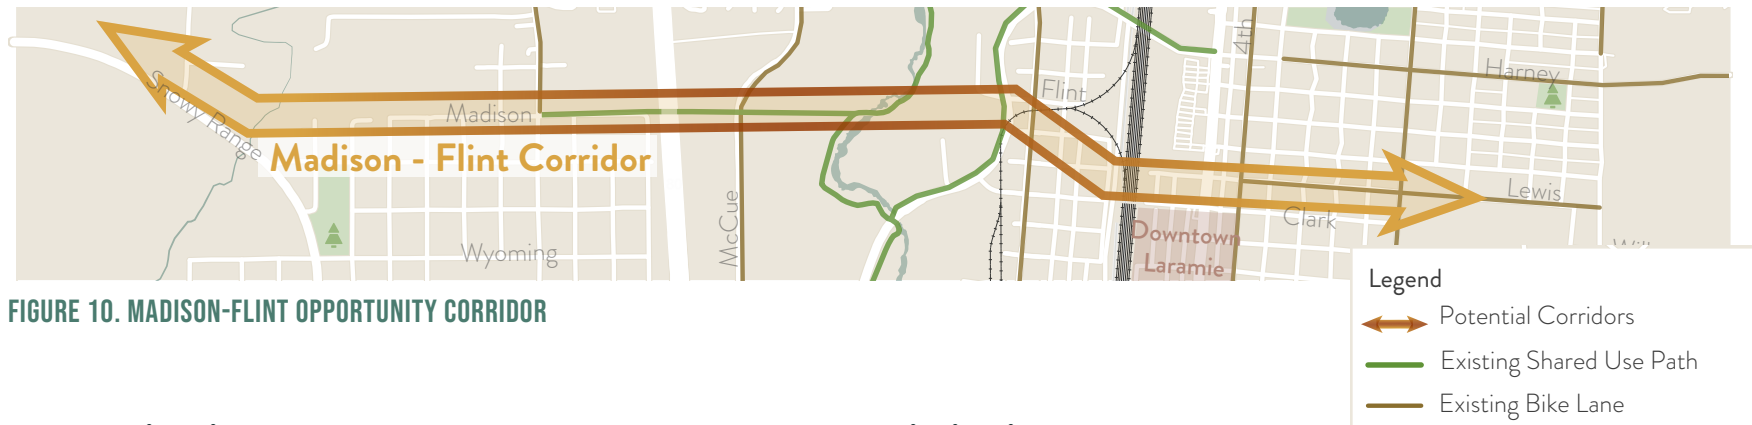 4th
Harney
Flint
Snowy Range
Madison
Madison - Flint Corridor
Lewis
McCue
Clark
Wyoming
Downtown
Laramie
Legend
Potential Corridors
Existing Shared Use Path
Existing Bike Lane
FIGURE 10. MADISON-FLINT OPPORTUNITY CORRIDOR